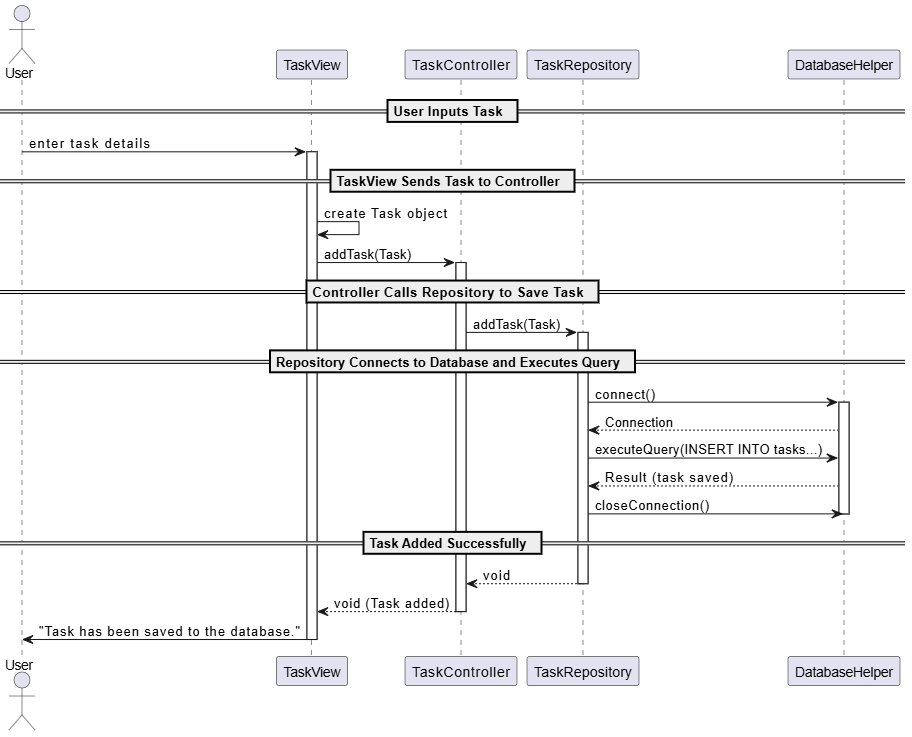 User
TaskView
TaskController
TaskRepository
DatabaseHelper
User Inputs Task
enter task details
TaskView Sends Task to Controller
create Task object
addTask(Task)
Controller Calls Repository to Save Task
addTask(Task)
Repository Connects to Database and Executes Query
connect()
Connection
executeQuery(INSERT INTO tasks...)
Result (task saved)
closeConnection()
Task Added Successfully
void
void (Task added)
"Task has been saved to the database."
User
TaskView
TaskController
TaskRepository
DatabaseHelper